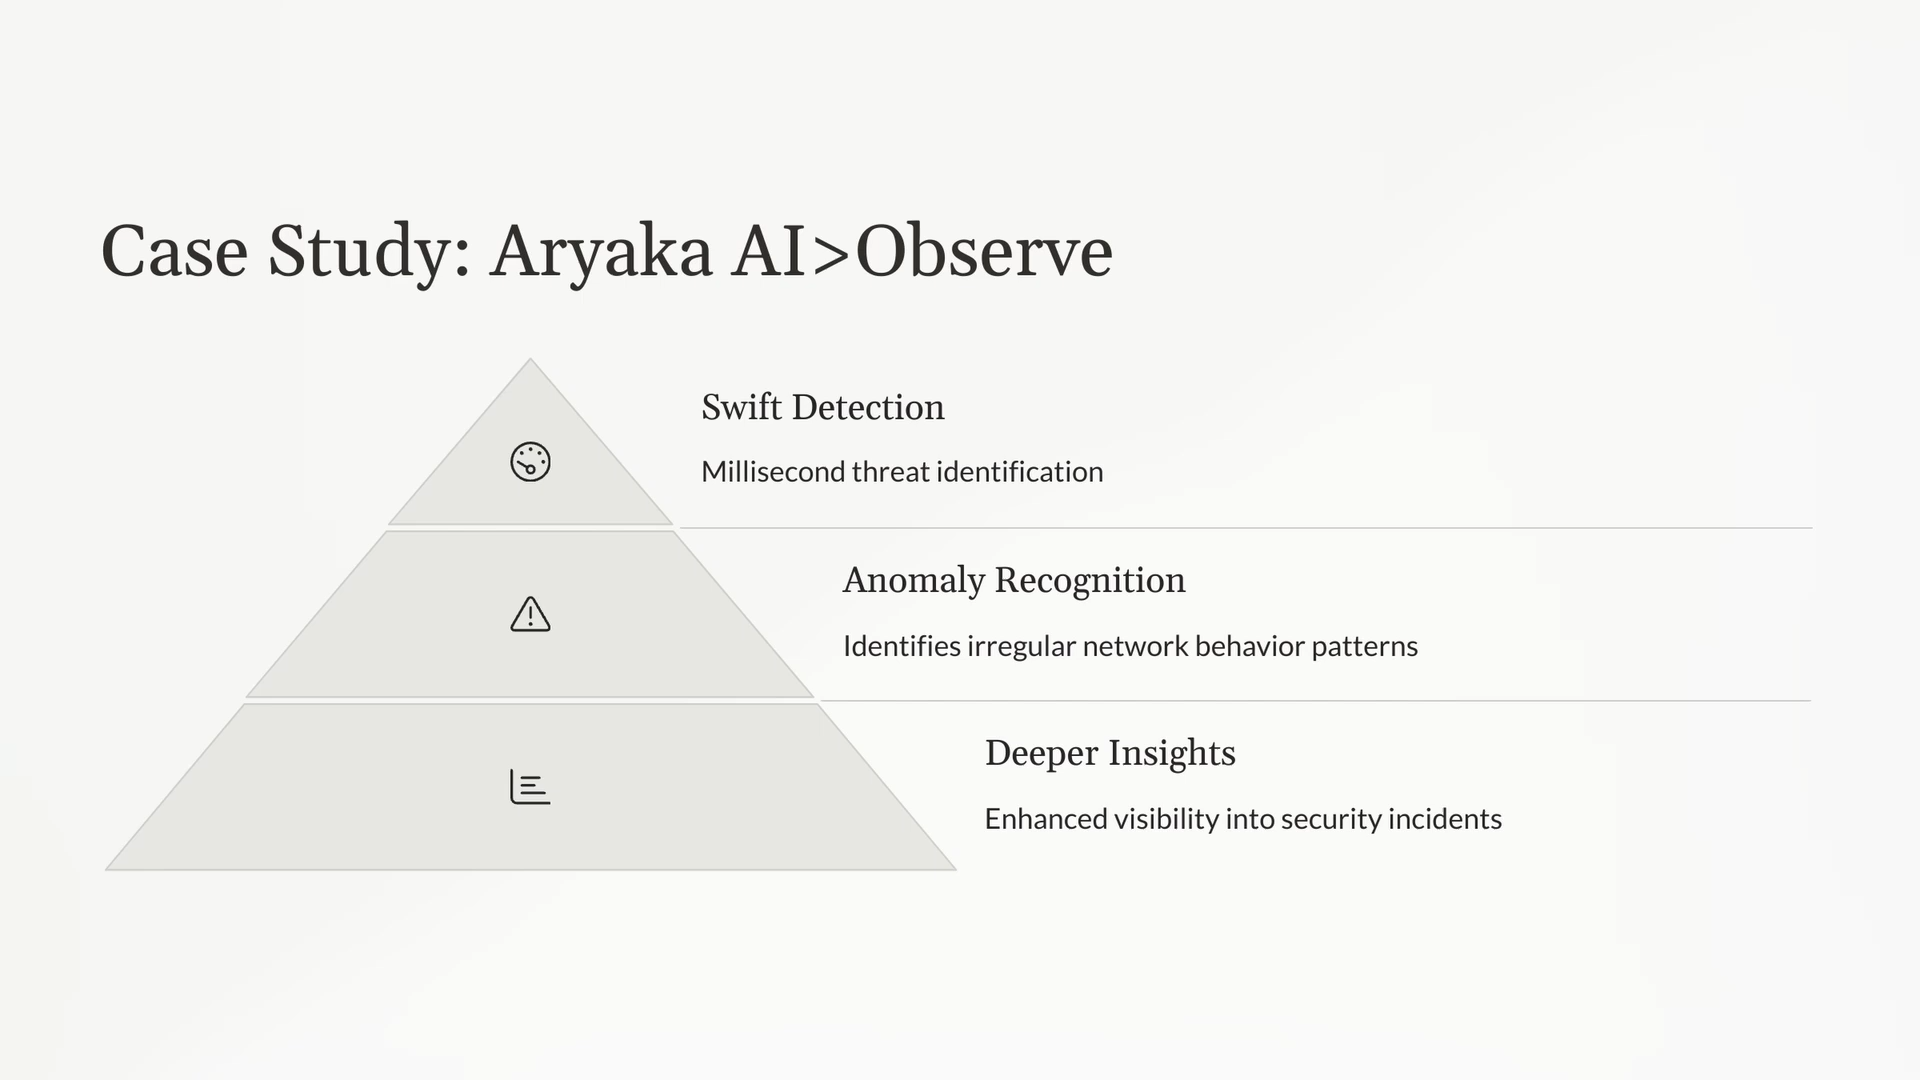 Case Study: Aryaka AI>Observe
Swift Detection
Millisecond threat identification
Anomaly Recognition
Identifies irregular network behavior patterns
Deeper Insights
Enhanced visibility into security incidents